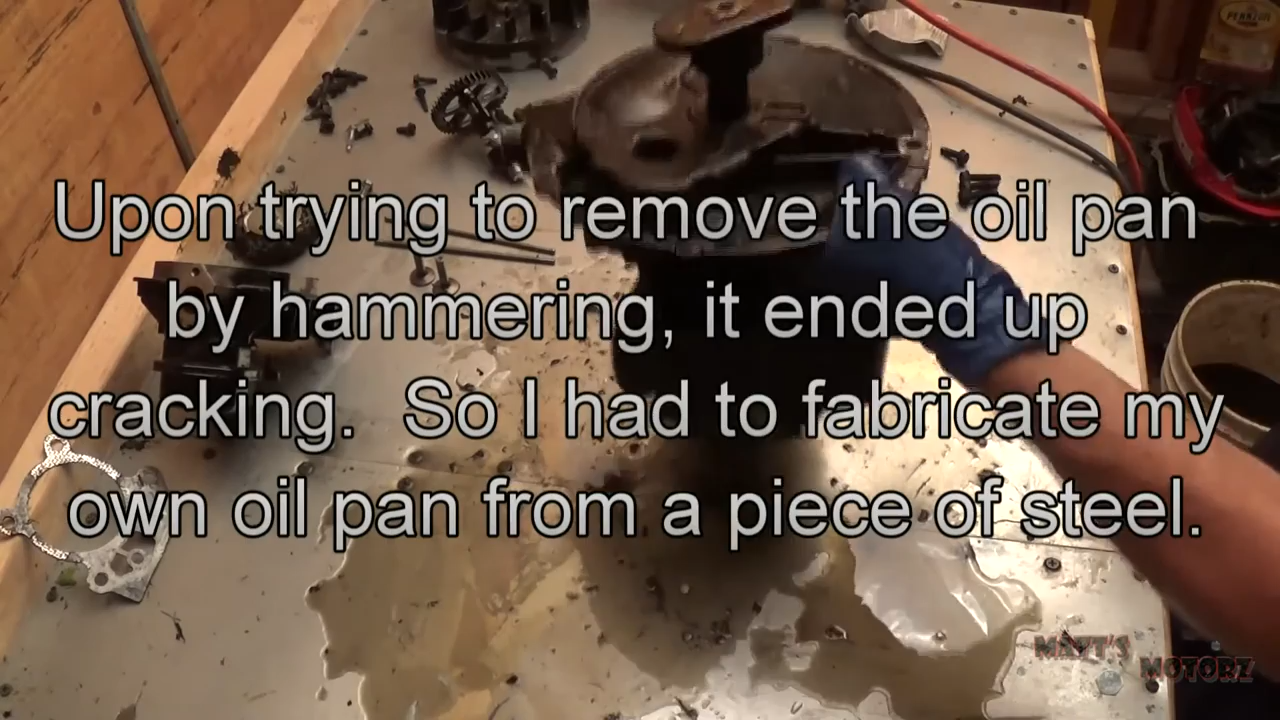 PENNZOIL
Upon trying to remove the oil pan
by hammering, it ended up
cracking.  So I had to fabricate my
own oil pan from a piece of steel.
MATT'S
MOTORZ